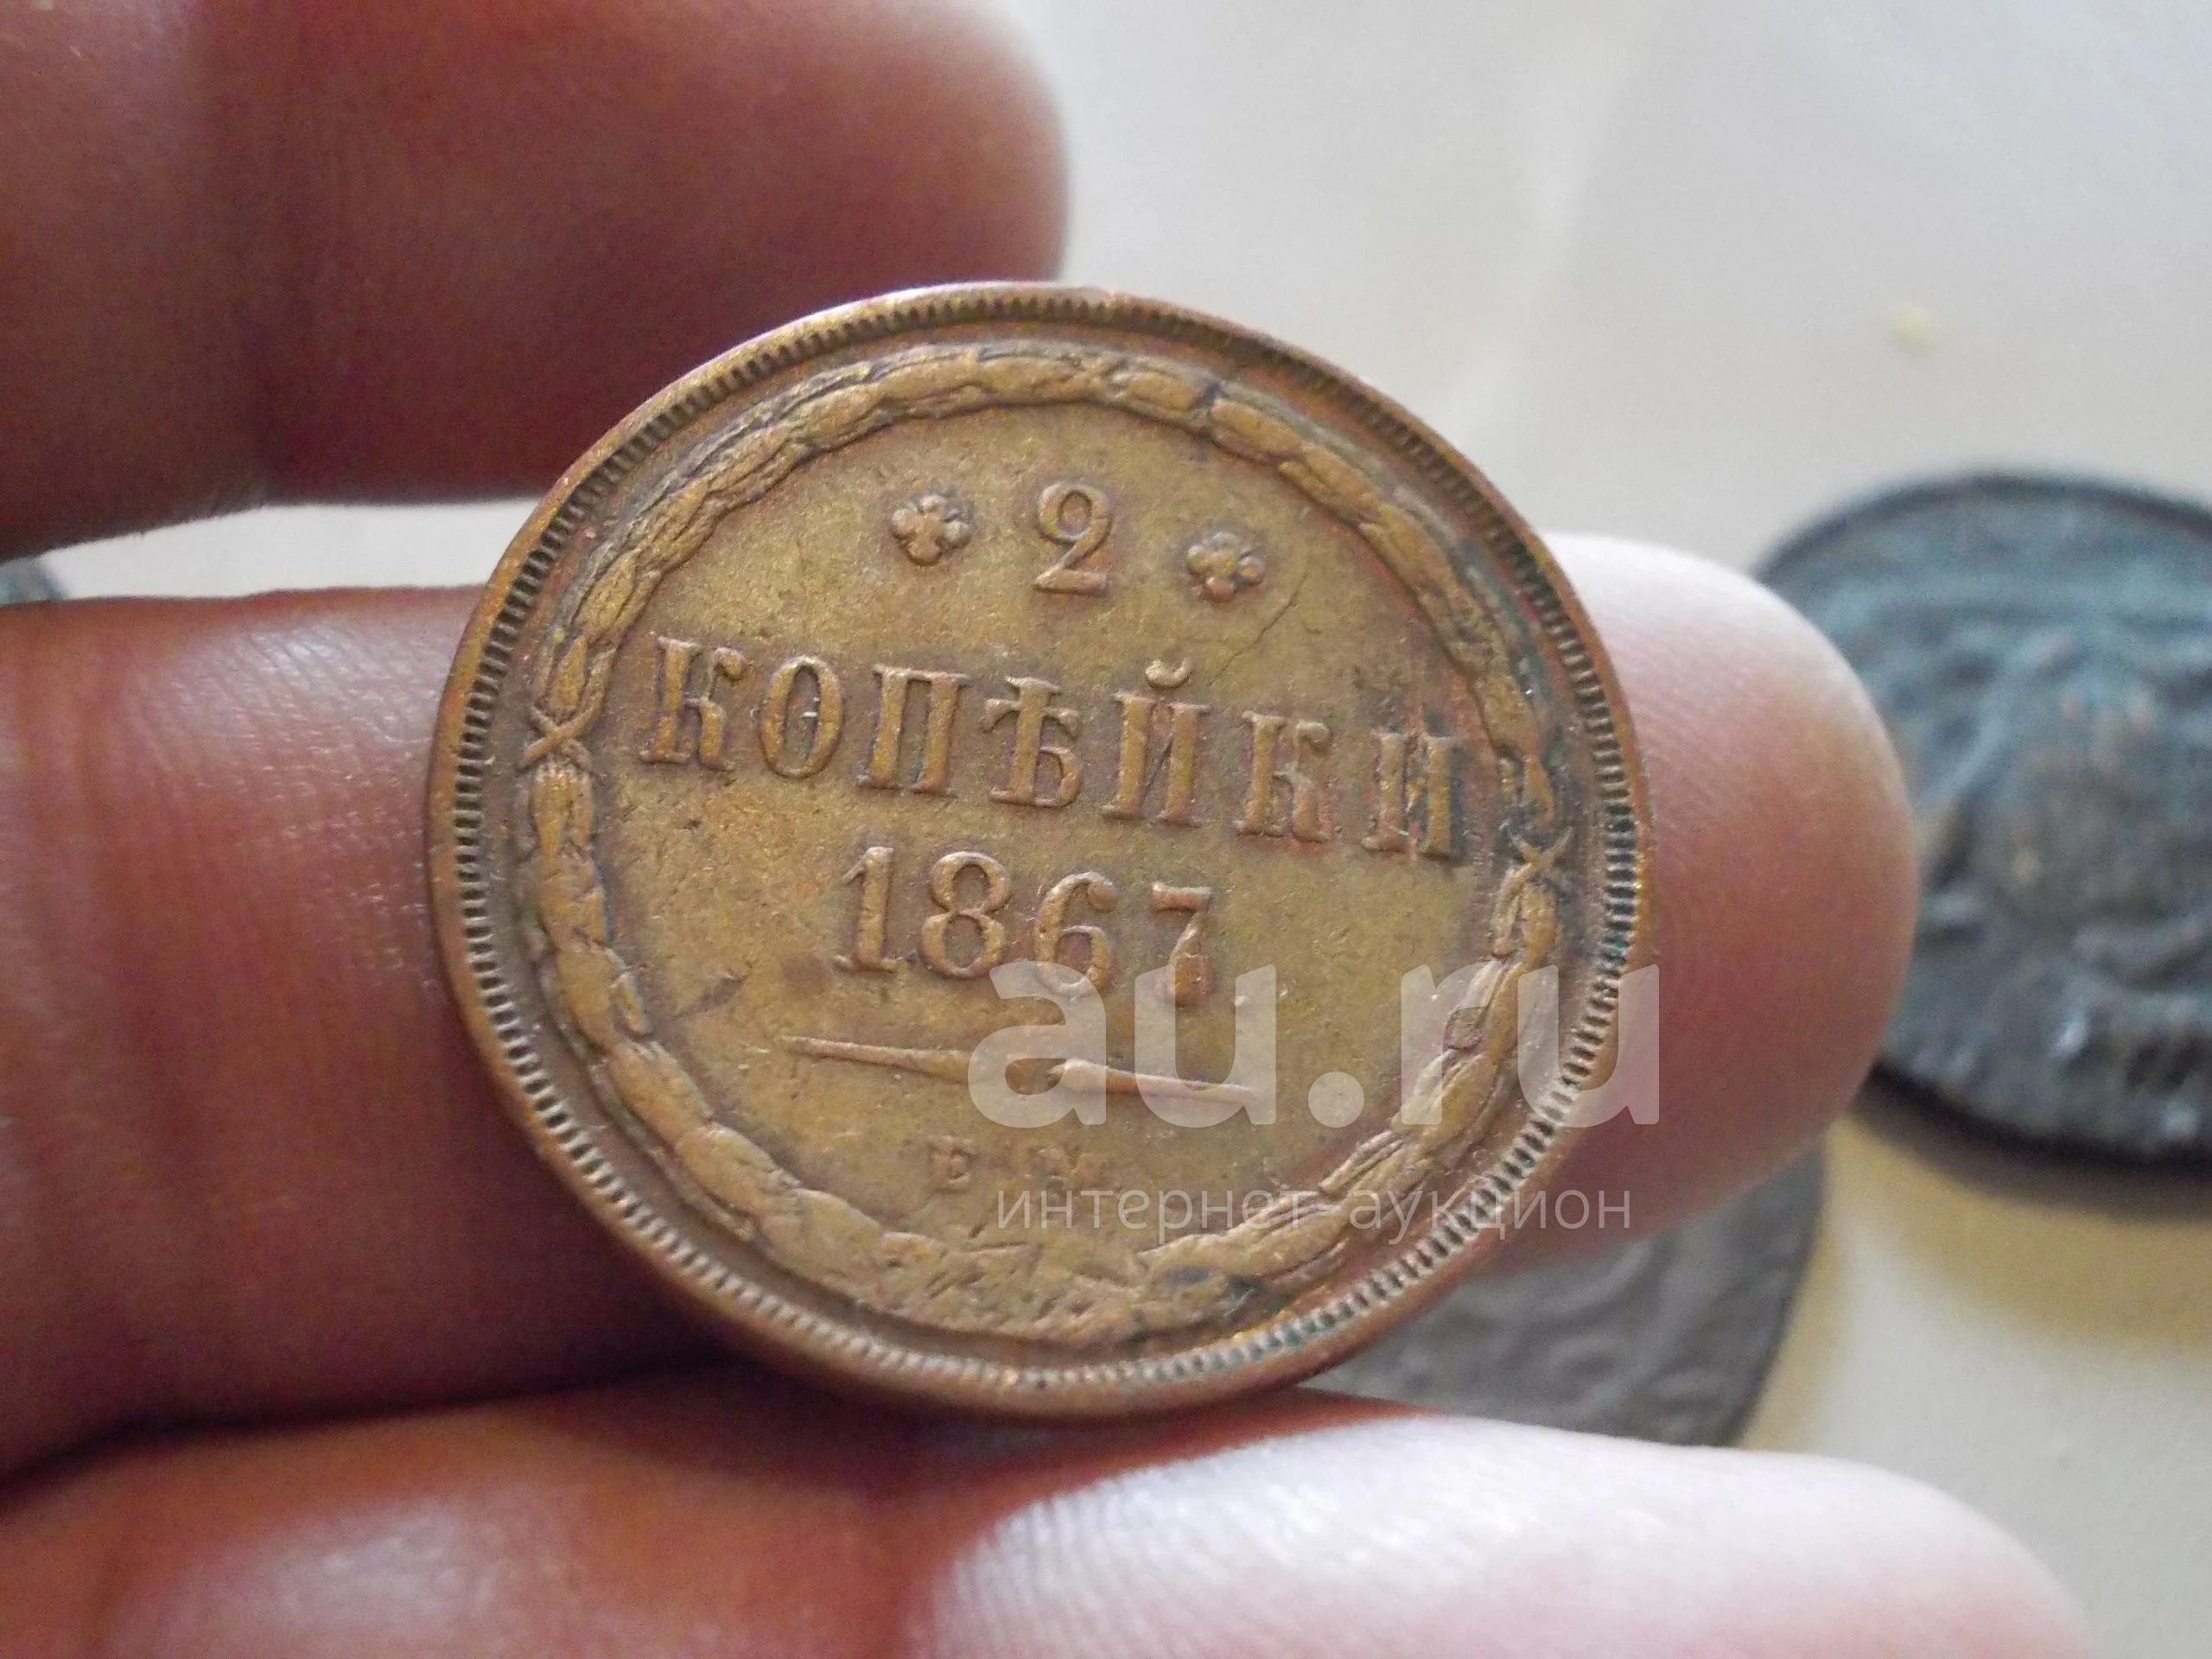 2
КОПѢЙКИ
1867
Е М
au.ru
интернет-аукцион